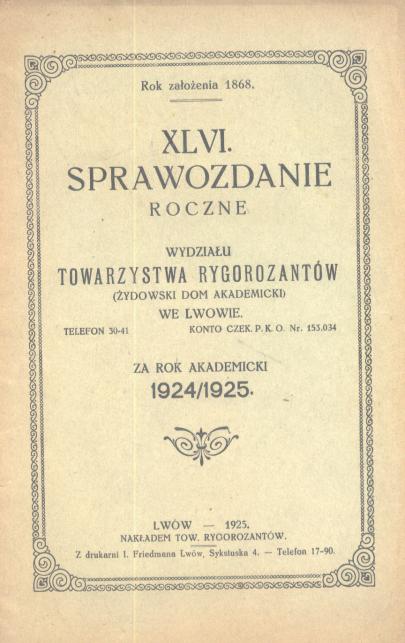 Rok założenia 1868.
XLVI.
SPRAWOZDANIE
ROCZNE
WYDZIAŁU
TOWARZYSTWA RYGOROZANTÓW
(ŻYDOWSKI DOM AKADEMICKI)
WE LWOWIE.
TELEFON 30-41 KONTO CZEK. P. K. O. Nr. 153.034
ZA ROK AKADEMICKI
1924/1925.
LWÓW — 1925.
NAKŁADEM TOW. RYGOROZANTÓW.
Z drukarni I. Friedmana Lwów, Sykstuska 4. — Telefon 17-90.